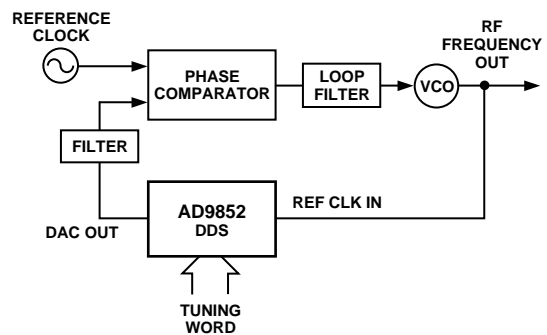 REFERENCE
CLOCK
PHASE
COMPARATOR
LOOP
FILTER
VCO
RF
FREQUENCY
OUT
FILTER
DAC OUT
AD9852
DDS
REF CLK IN
TUNING
WORD